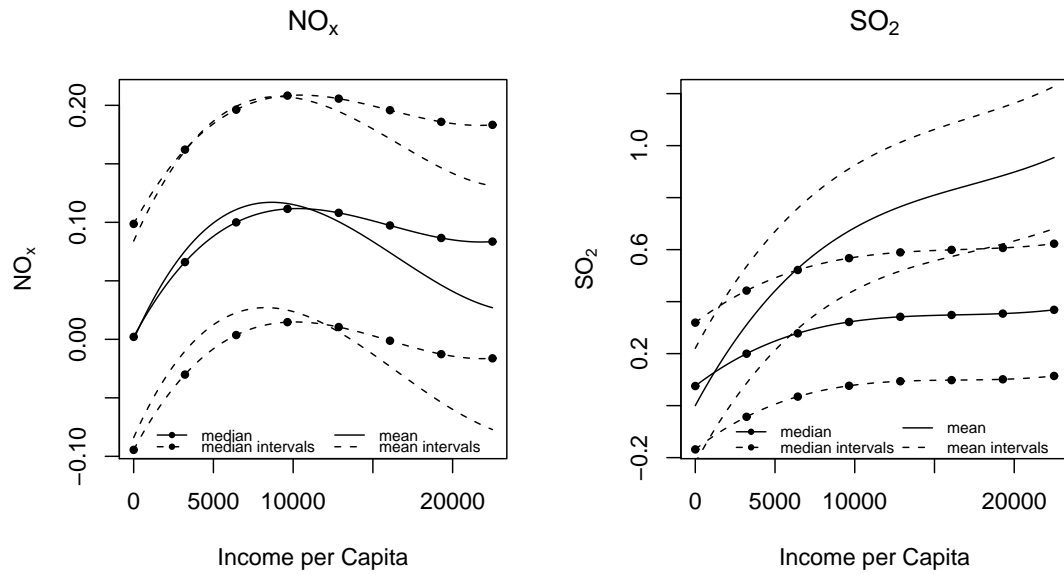 NOₓ
SO₂
NOₓ
−0.10
0.00
0.10
0.20
median
median intervals
mean
mean intervals
0
5000
10000
20000
Income per Capita
SO₂
−0.2
0.2
0.6
1.0
median
median intervals
mean
mean intervals
0
5000
10000
20000
Income per Capita